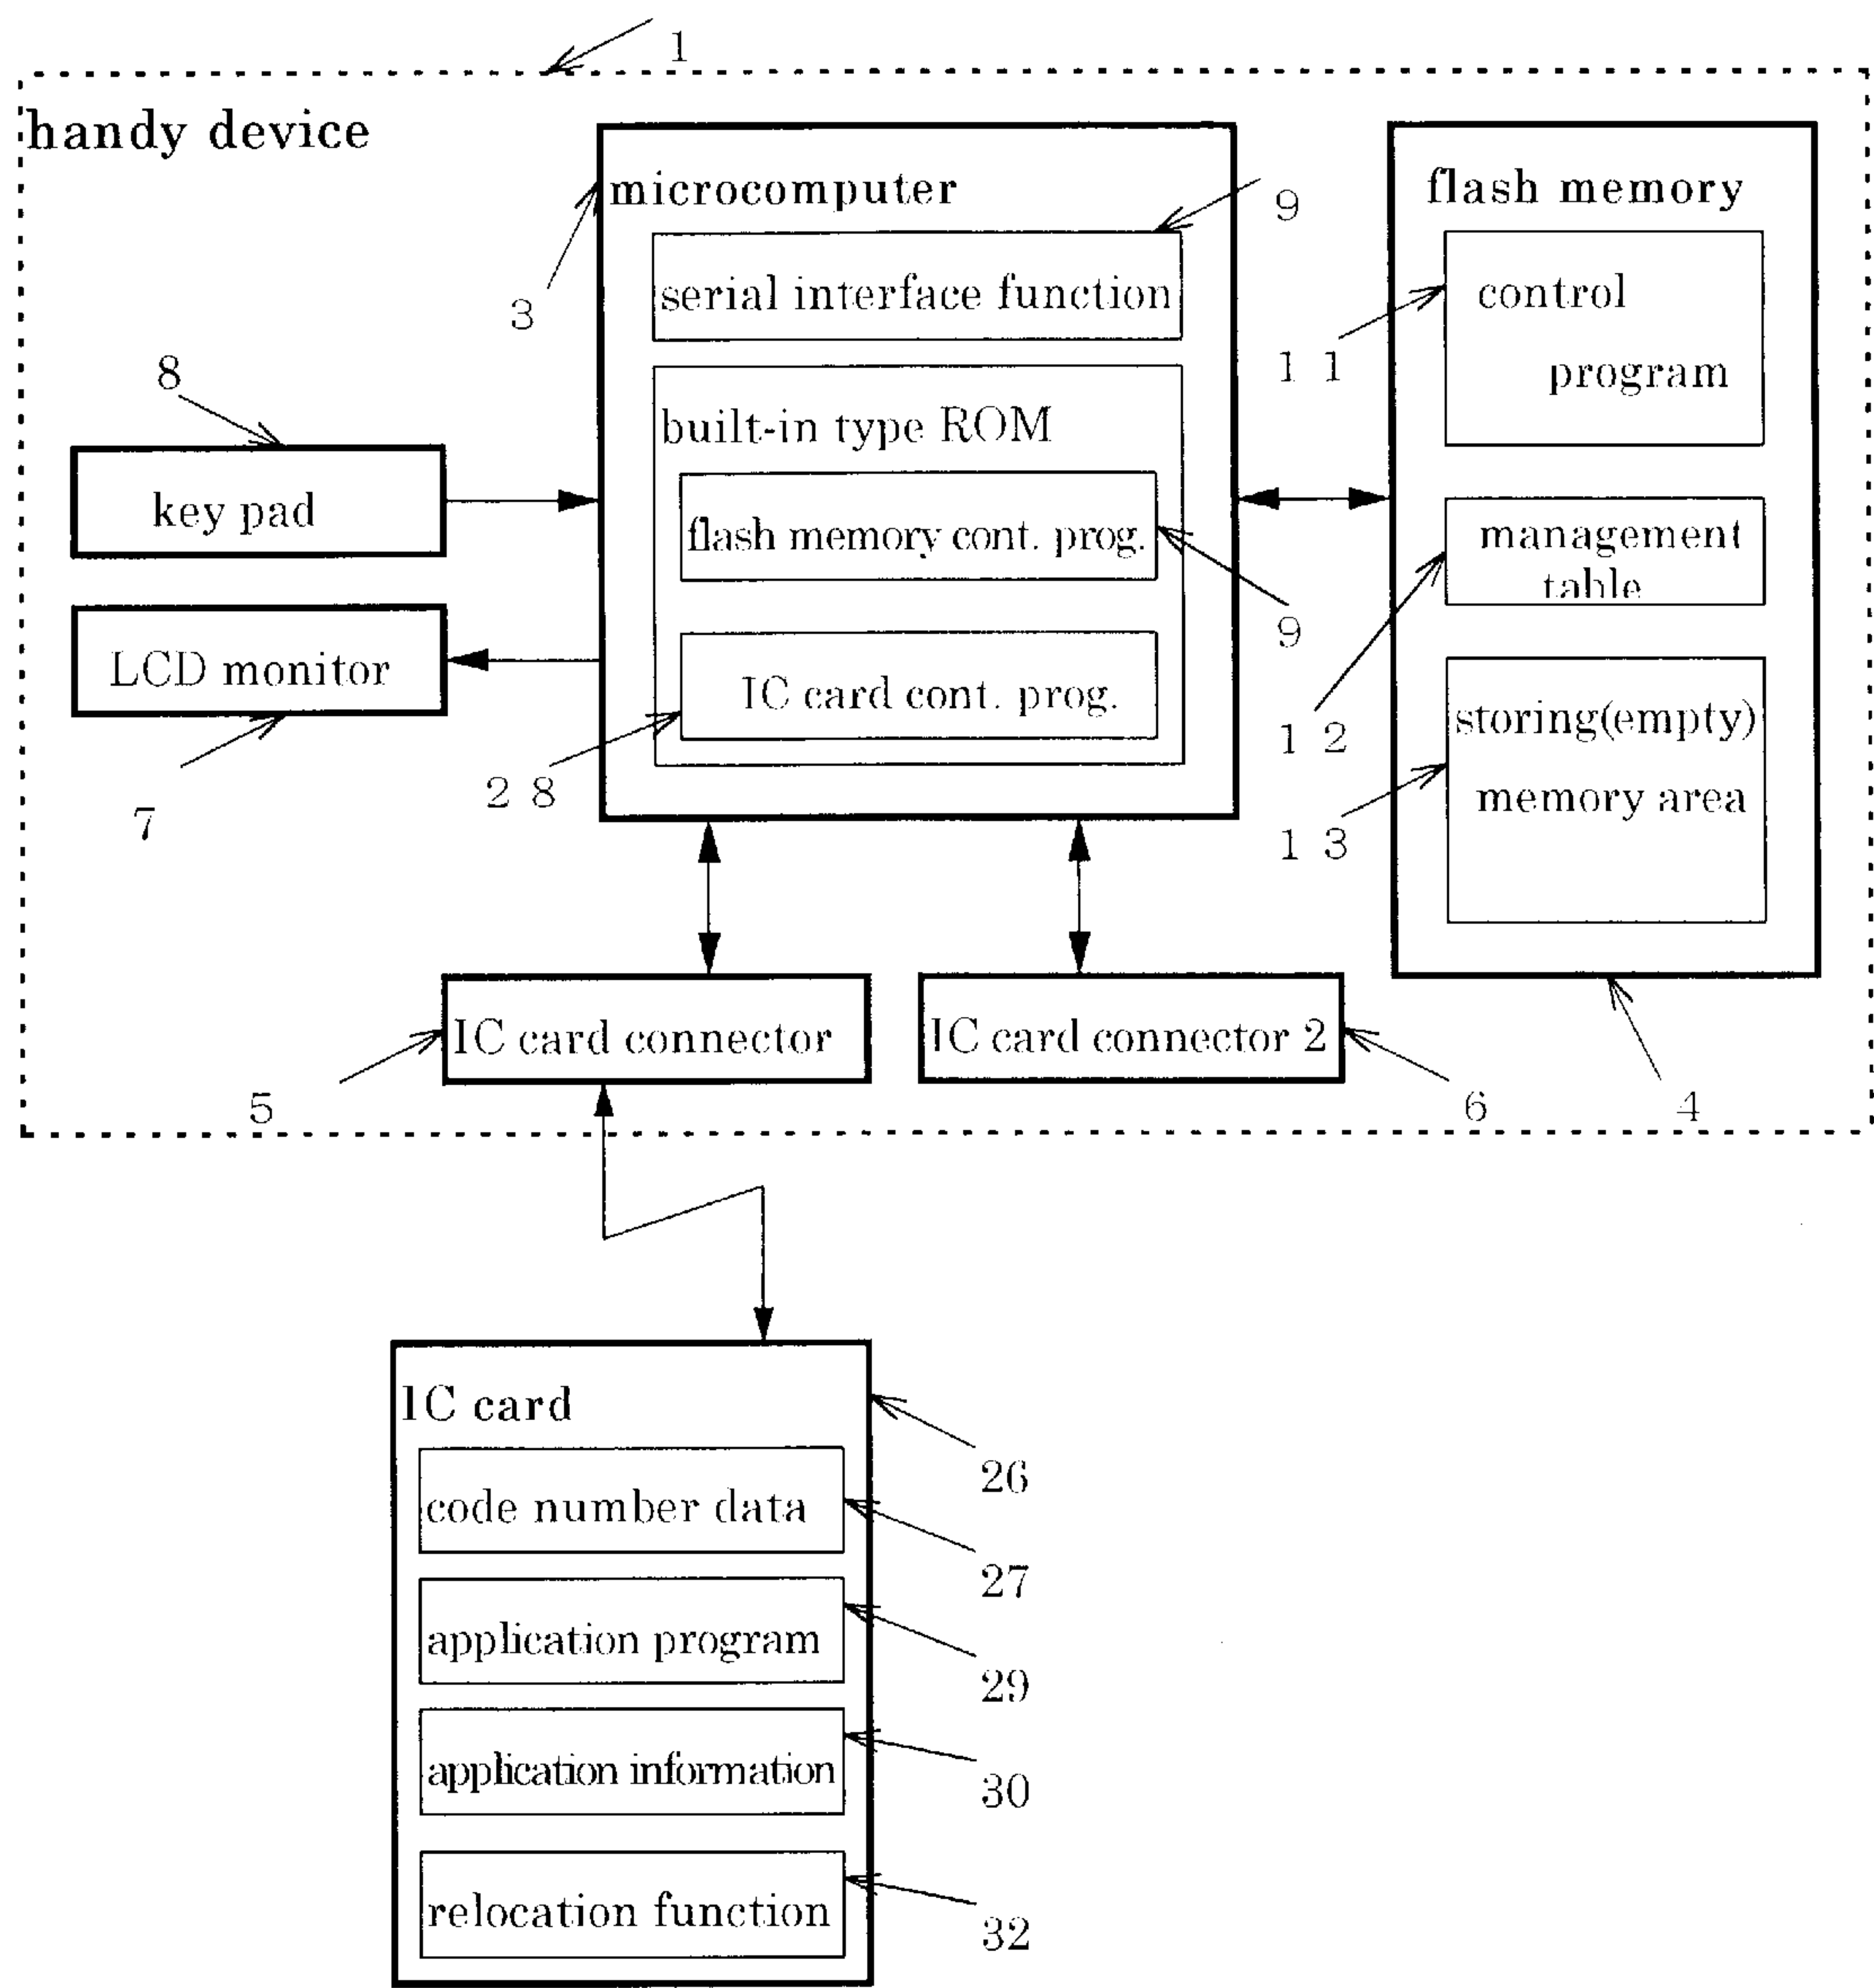 1
handy device
microcomputer
9
flash memory
serial interface function
3
control
program
1 1
8
built-in type ROM
key pad
flash memory cont. prog.
management
table
9
LCD monitor
IC card cont. prog.
1 2
storing(empty)
memory area
2 8
7
1 3
IC card connector
IC card connector 2
5
6
4
IC card
26
code number data
27
application program
29
application information
30
relocation function
32